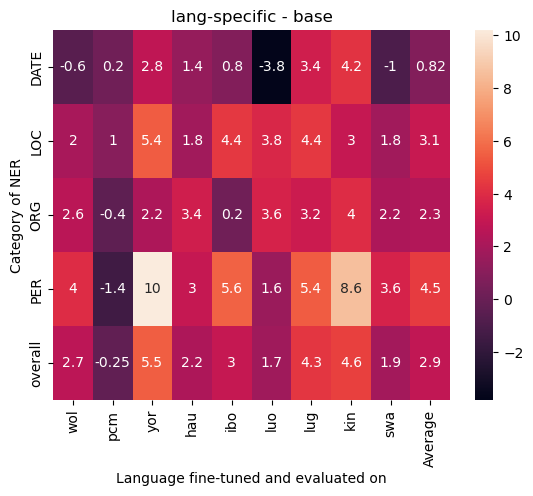 lang-specific - base
Category of NER
DATE -0.6 0.2 2.8 1.4 0.8 -3.8 3.4 4.2 -1 0.82
LOC 2 1 5.4 1.8 4.4 3.8 4.4 3 1.8 3.1
ORG 2.6 -0.4 2.2 3.4 0.2 3.6 3.2 4 2.2 2.3
PER 4 -1.4 10 3 5.6 1.6 5.4 8.6 3.6 4.5
overall 2.7 -0.25 5.5 2.2 3 1.7 4.3 4.6 1.9 2.9
wol pcm yor hau ibo luo lug kin swa Average
Language fine-tuned and evaluated on
10
8
6
4
2
0
−2